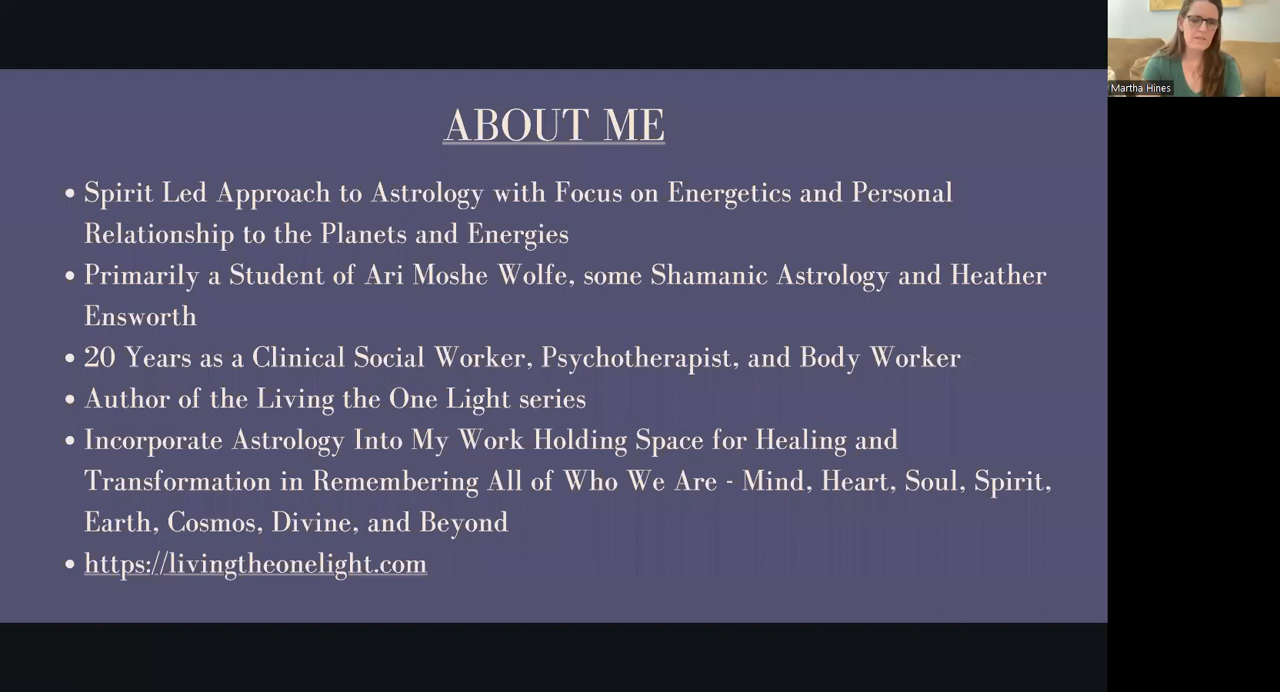 ABOUT ME
• Spirit Led Approach to Astrology with Focus on Energetics and Personal
Relationship to the Planets and Energies
• Primarily a Student of Ari Moshe Wolfe, some Shamanic Astrology and Heather
Ensworth
• 20 Years as a Clinical Social Worker, Psychotherapist, and Body Worker
• Author of the Living the One Light series
• Incorporate Astrology Into My Work Holding Space for Healing and
Transformation in Remembering All of Who We Are - Mind, Heart, Soul, Spirit,
Earth, Cosmos, Divine, and Beyond
• https://livingtheonelight.com
Martha Hines